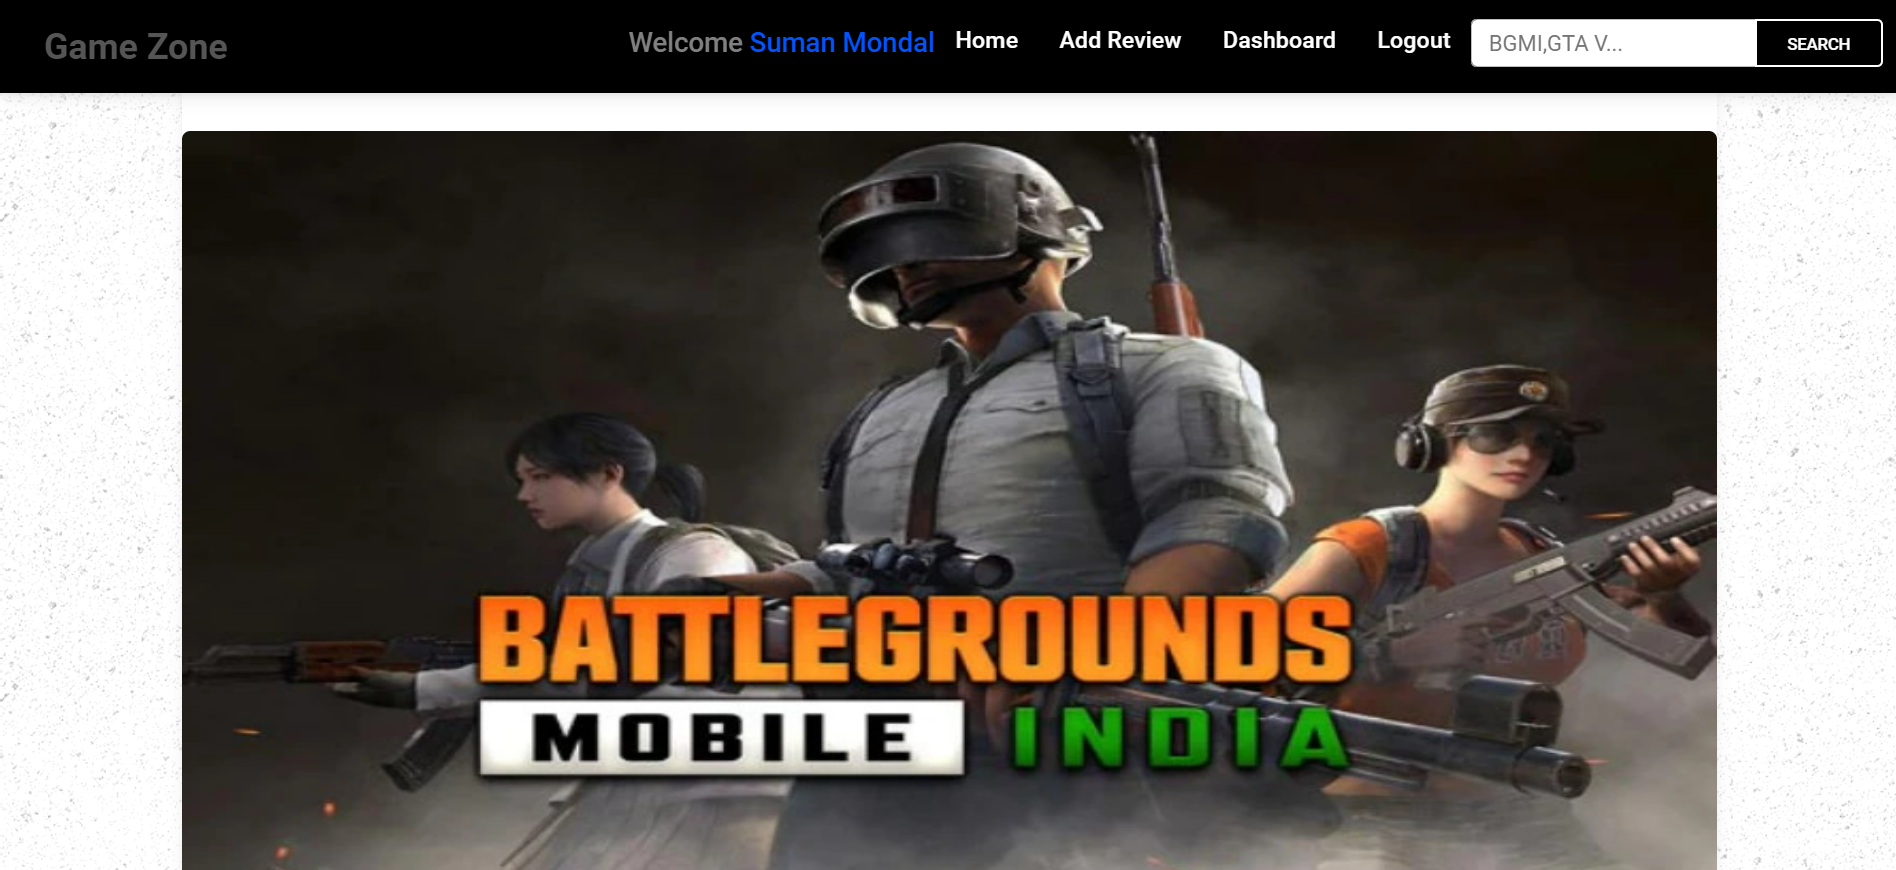 Game Zone
Welcome Suman Mondal Home Add Review Dashboard Logout BGMI,GTA V... SEARCH
BATTLEGROUNDS
MOBILE INDIA